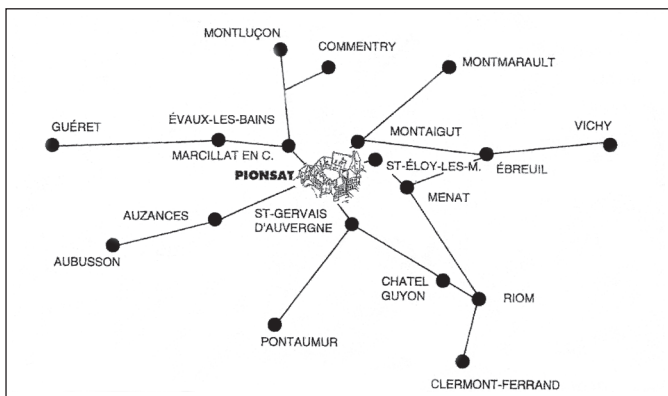 MONTLUÇON
COMMENTRY
MONTMARAULT
GUÉRET
ÉVAUX-LES-BAINS
MONTAIGUT
VICHY
MARCILLAT EN C.
PIONSAT
ST-ÉLOY-LES-M.
ÉBREUIL
MENAT
AUZANCES
ST-GERVAIS
D'AUVERGNE
AUBUSSON
CHATEL
GUYON
RIOM
PONTAUMUR
CLERMONT-FERRAND